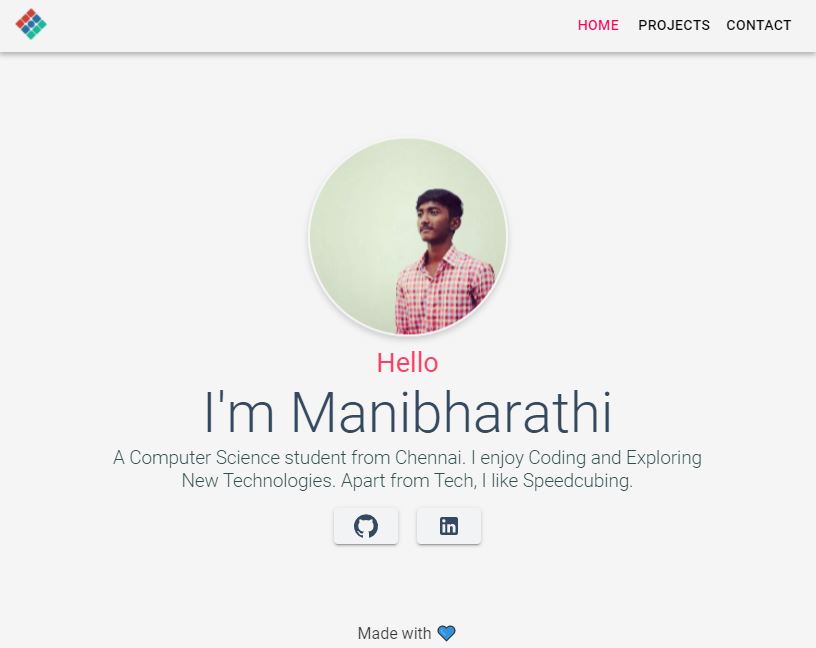 HOME PROJECTS CONTACT
Hello
I'm Manibharathi
A Computer Science student from Chennai. I enjoy Coding and Exploring
New Technologies. Apart from Tech, I like Speedcubing.
Made with 💙